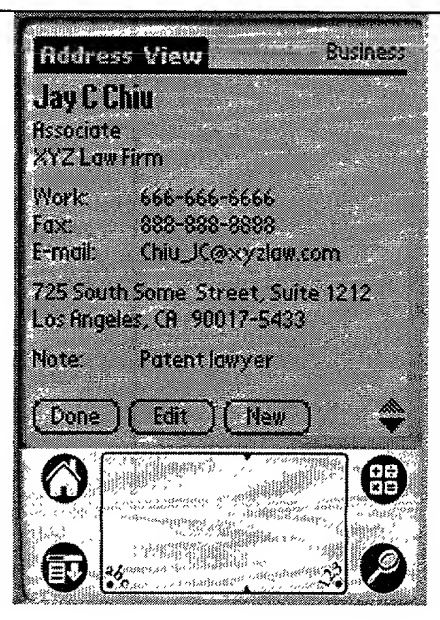 Address View Business
Jay C Chiu
Associate
XYZ Law Firm
Work: 666-666-6666
Fax: 888-888-8888
E-mail: Chiu_JC@xyzlaw.com
725 South Some Street, Suite 1212
Los Angeles, CA 90017-5433
Note: Patent lawyer
Done Edit New
abc 123